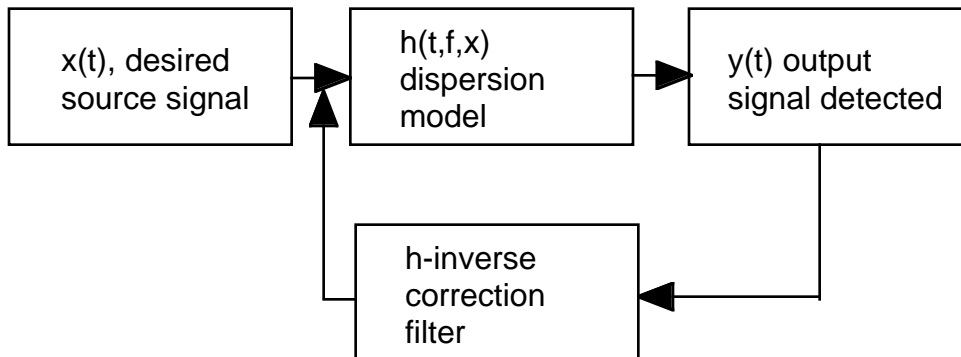 x(t), desired
source signal
h(t,f,x)
dispersion
model
y(t) output
signal detected
h-inverse
correction
filter